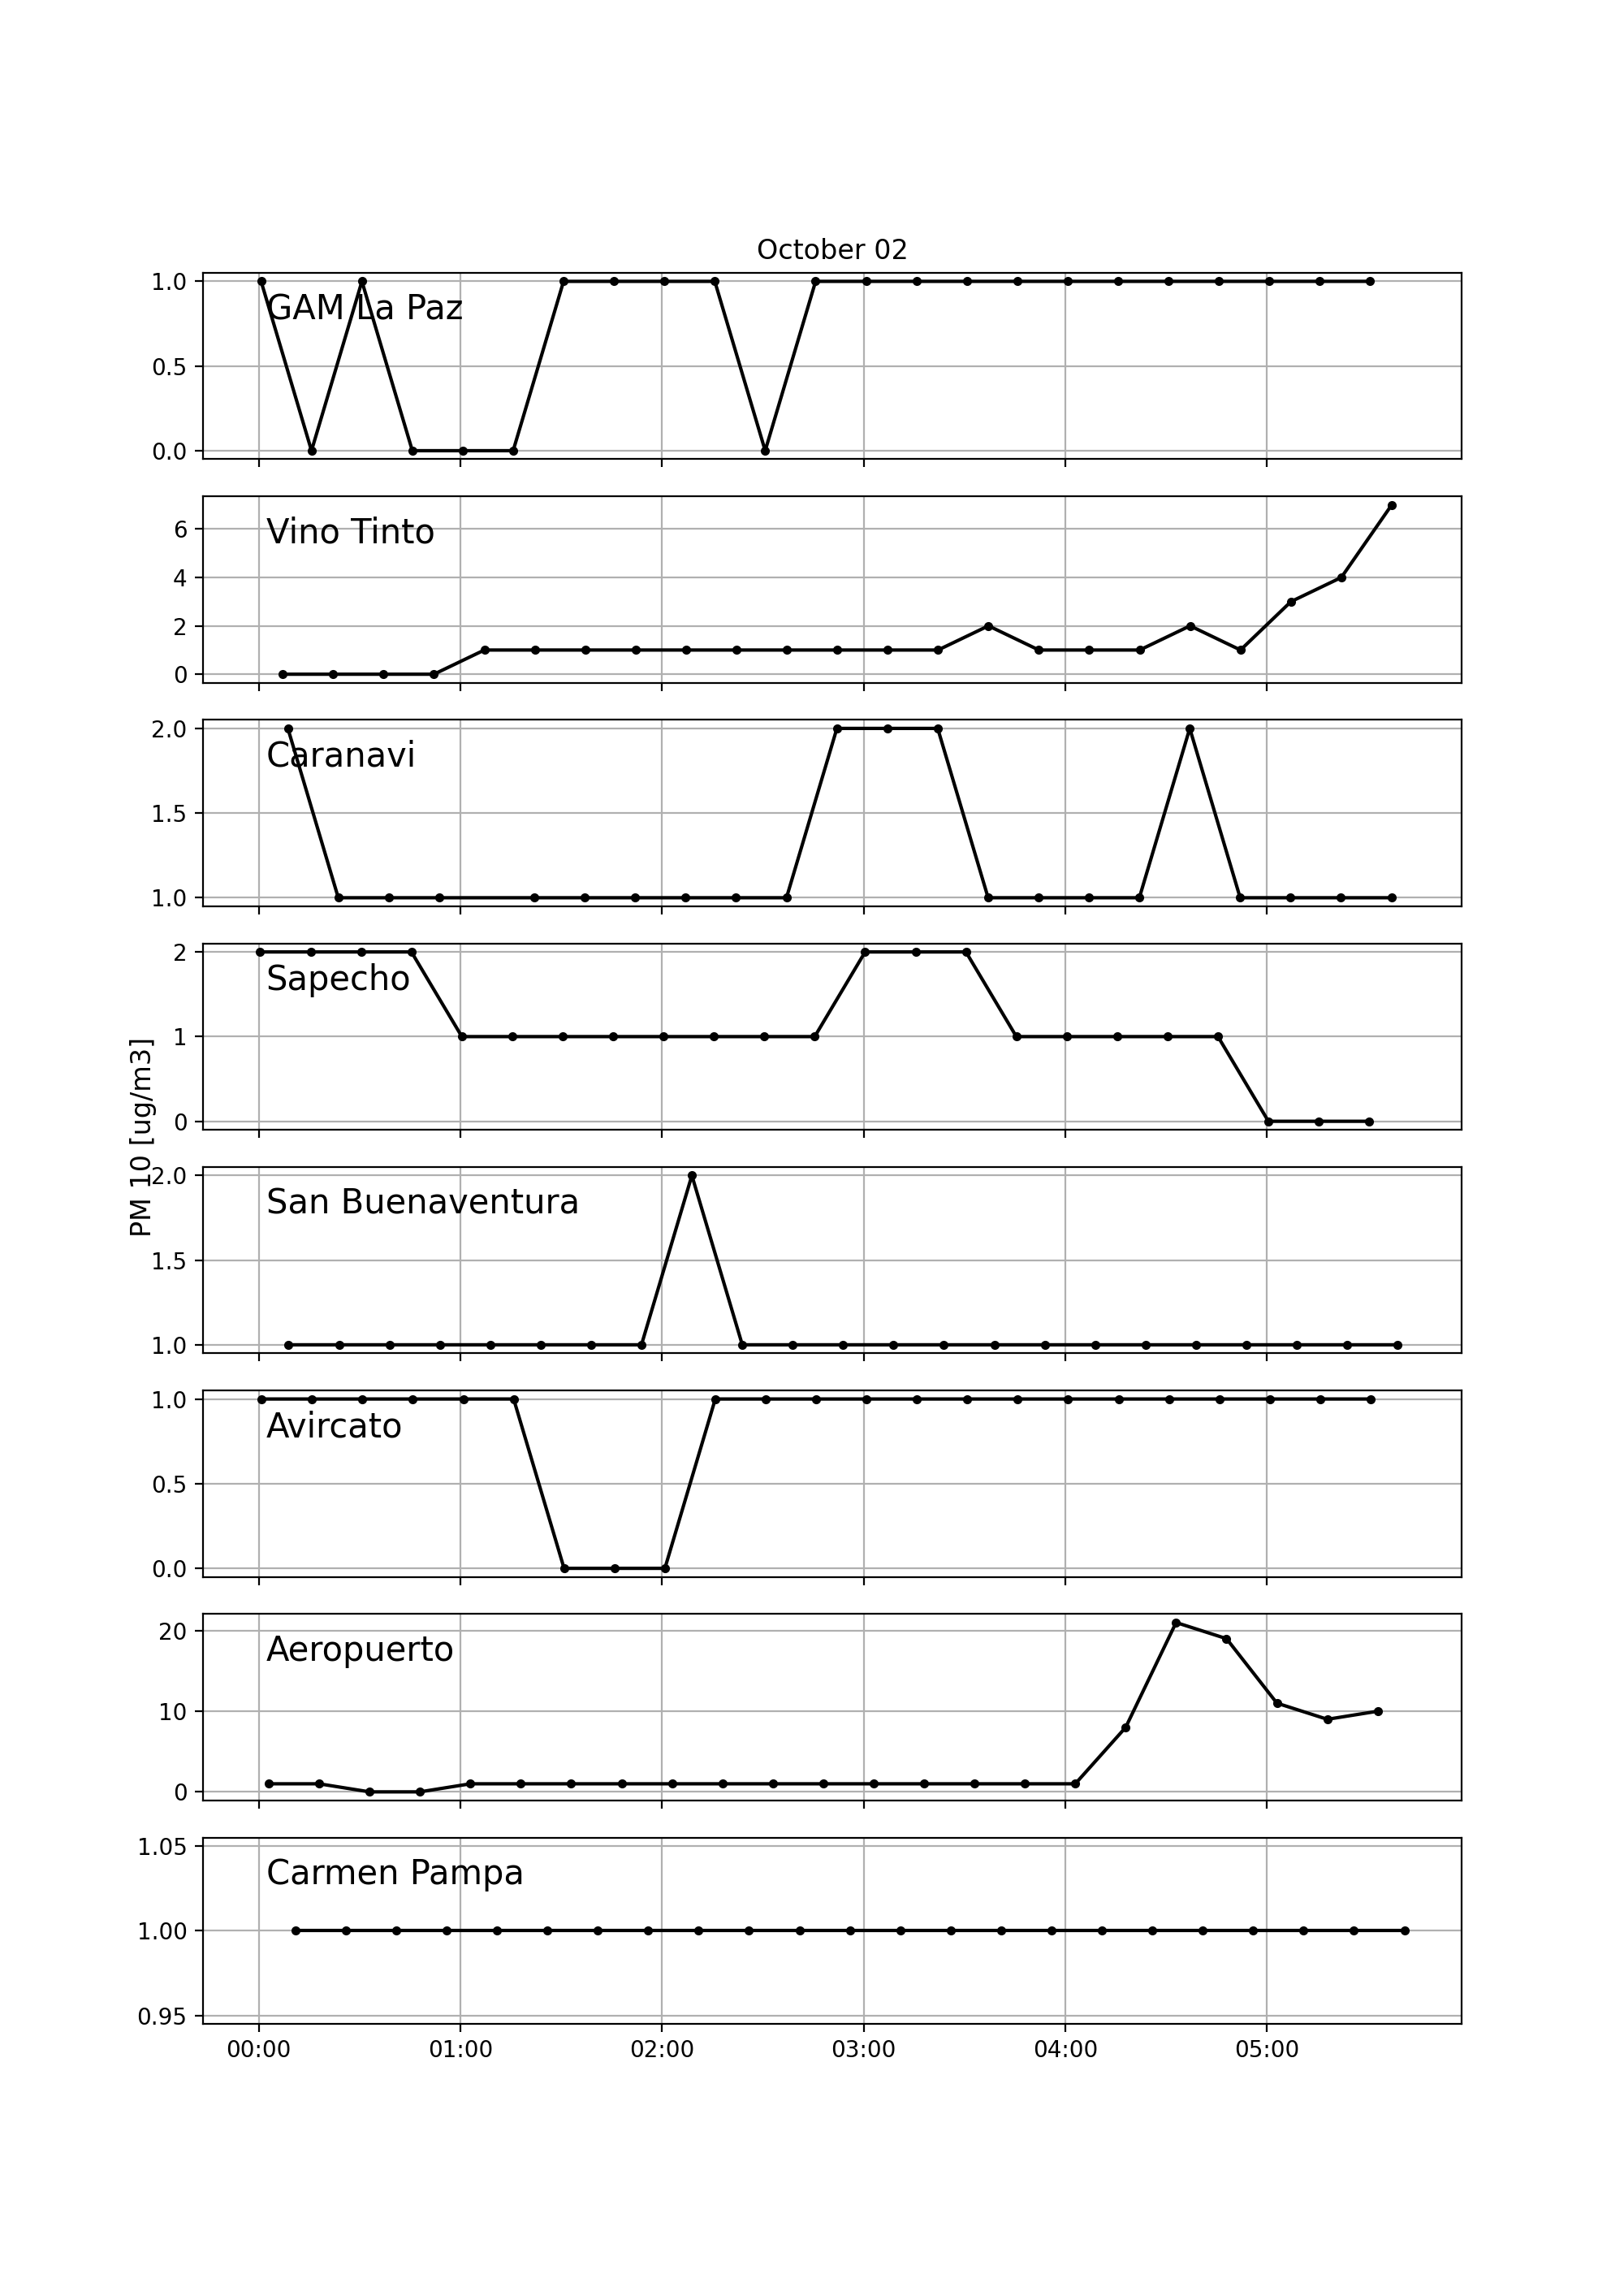 October 02
1.0
GAM La Paz
0.5
0.0
6
Vino Tinto
4
2
0
2.0
Caranavi
1.5
1.0
2
Sapecho
1
0
PM 10 [ug/m3]
2.0
San Buenaventura
1.5
1.0
1.0
Avircato
0.5
0.0
20
Aeropuerto
10
0
1.05
Carmen Pampa
1.00
0.95
00:00 01:00 02:00 03:00 04:00 05:00